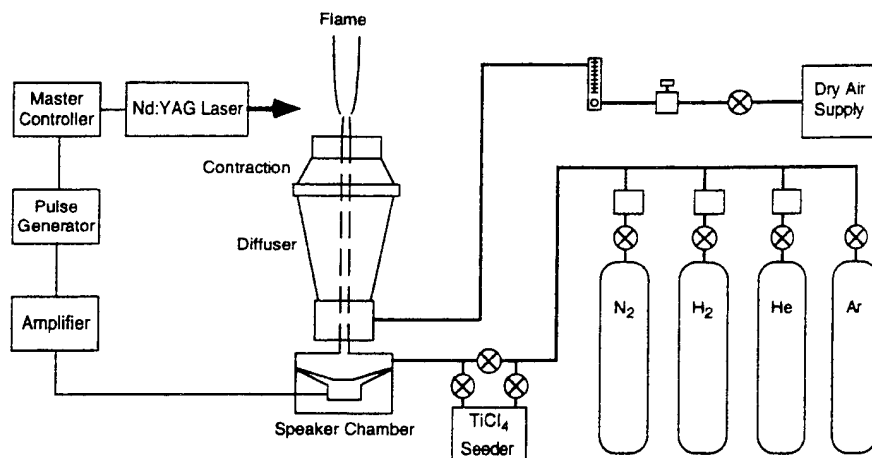 Flame
Master
Controller
Nd:YAG Laser
Dry Air
Supply
Contraction
Pulse
Generator
Diffuser
Amplifier
N2
H2
He
Ar
TiCl4
Seeder
Speaker Chamber